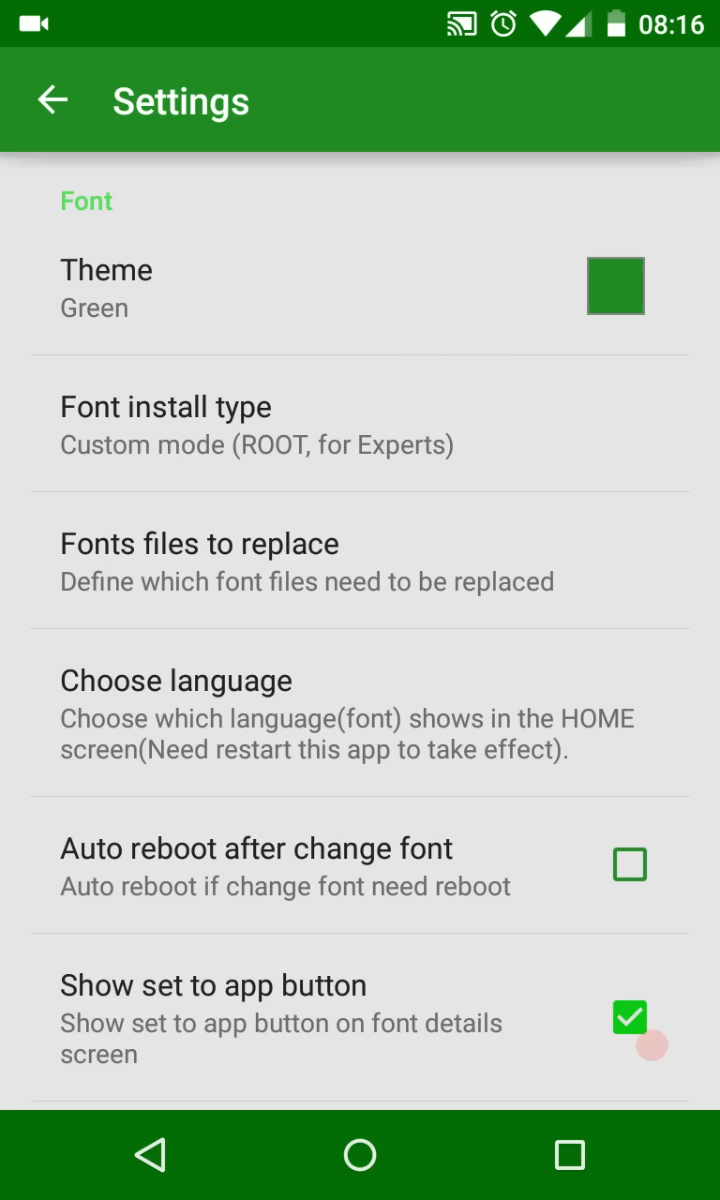 08:16
Settings
Font
Theme
Green
Font install type
Custom mode (ROOT, for Experts)
Fonts files to replace
Define which font files need to be replaced
Choose language
Choose which language(font) shows in the HOME
screen(Need restart this app to take effect).
Auto reboot after change font
Auto reboot if change font need reboot
Show set to app button
Show set to app button on font details
screen